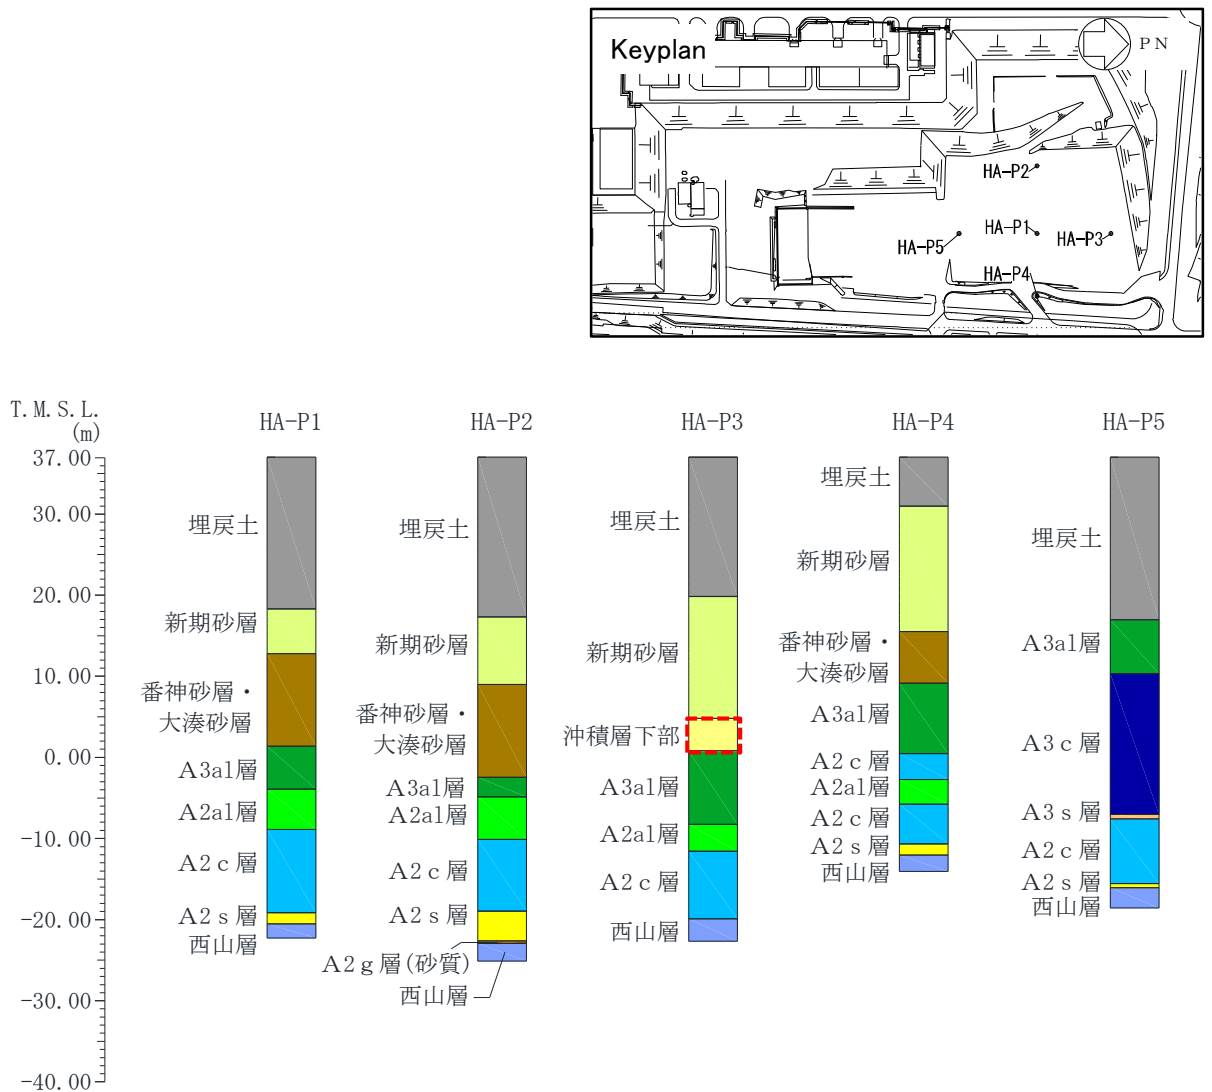 Keyplan
PN
HA-P2
HA-P1
HA-P3
HA-P5
HA-P4
T.M.S.L.
(m)
37.00
30.00
20.00
10.00
0.00
-10.00
-20.00
-30.00
-40.00
HA-P1
埋戻土
新期砂層
番神砂層・
大湊砂層
A3al層
A2al層
A2c層
A2s層
西山層
HA-P2
埋戻土
新期砂層
番神砂層・
大湊砂層
A3al層
A2al層
A2c層
A2s層
A2g層(砂質)
西山層
HA-P3
埋戻土
新期砂層
沖積層下部
A3al層
A2al層
A2c層
西山層
HA-P4
埋戻土
新期砂層
番神砂層・
大湊砂層
A3al層
A2c層
A2al層
A2c層
A2s層
西山層
HA-P5
埋戻土
A3al層
A3c層
A3s層
A2c層
A2s層
西山層